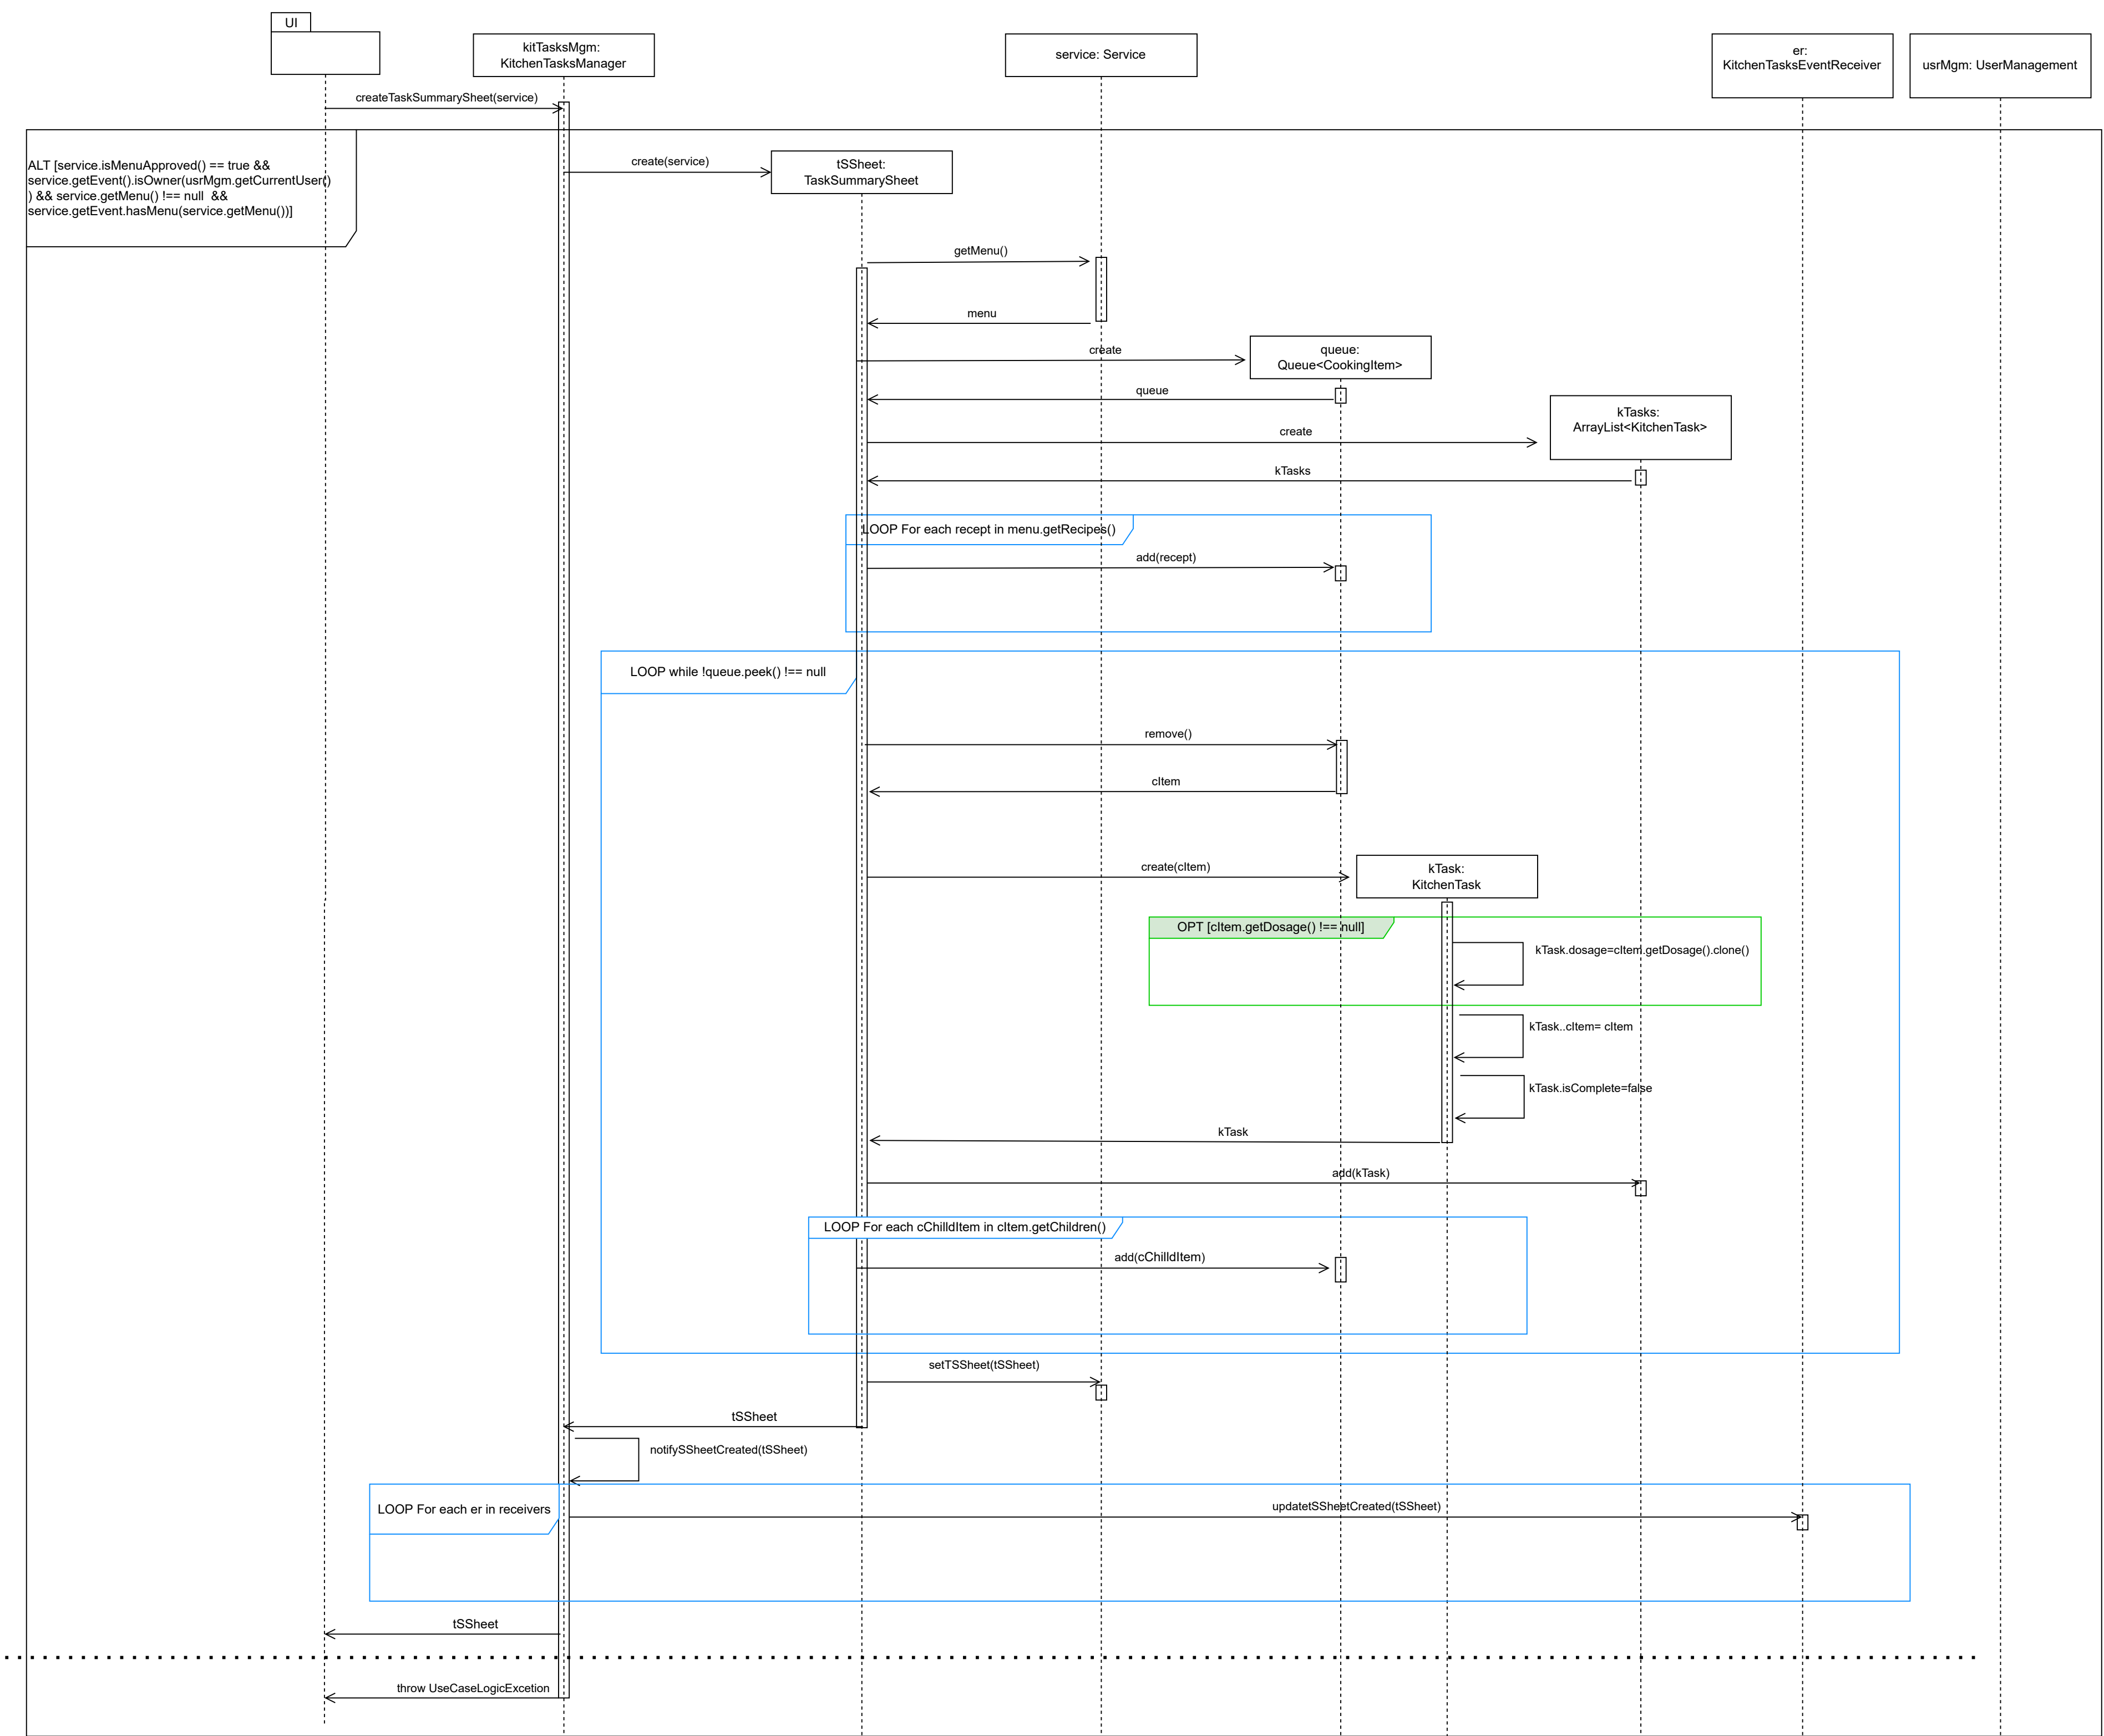 UI
kitTasksMgm:
KitchenTasksManager
service: Service
er:
KitchenTasksEventReceiver
usrMgm: UserManagement
createTaskSummarySheet(service)
ALT [service.isMenuApproved() == true &&
service.getEvent().isOwner(usrMgm.getCurrentUser()
) && service.getMenu() !== null  &&
service.getEvent.hasMenu(service.getMenu())]
create(service)
tSSheet:
TaskSummarySheet
getMenu()
menu
create
queue:
Queue<CookingItem>
queue
kTasks:
ArrayList<KitchenTask>
create
kTasks
LOOP For each recept in menu.getRecipes()
add(recept)
LOOP while !queue.peek() !== null
remove()
cItem
create(cItem)
kTask:
KitchenTask
OPT [cItem.getDosage() !== null]
kTask.dosage=cItem.getDosage().clone()
kTask..cItem= cItem
kTask.isComplete=false
kTask
add(kTask)
LOOP For each cChilldItem in cItem.getChildren()
add(cChilldItem)
setTSSheet(tSSheet)
tSSheet
notifySSheetCreated(tSSheet)
LOOP For each er in receivers
updatetSSheetCreated(tSSheet)
tSSheet
throw UseCaseLogicExcetion